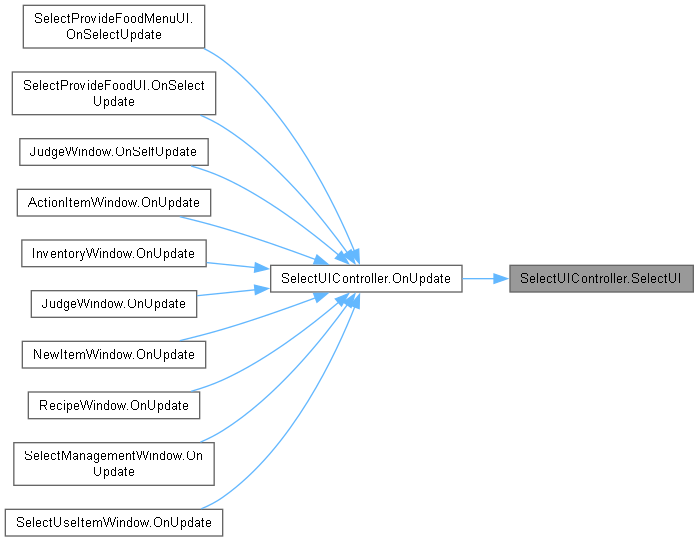 SelectProvideFoodMenuUI.
OnSelectUpdate
SelectProvideFoodUI.OnSelect
Update
JudgeWindow.OnSelfUpdate
ActionItemWindow.OnUpdate
InventoryWindow.OnUpdate
JudgeWindow.OnUpdate
NewItemWindow.OnUpdate
RecipeWindow.OnUpdate
SelectManagementWindow.On
Update
SelectUseItemWindow.OnUpdate
SelectUIController.OnUpdate
SelectUIController.SelectUI